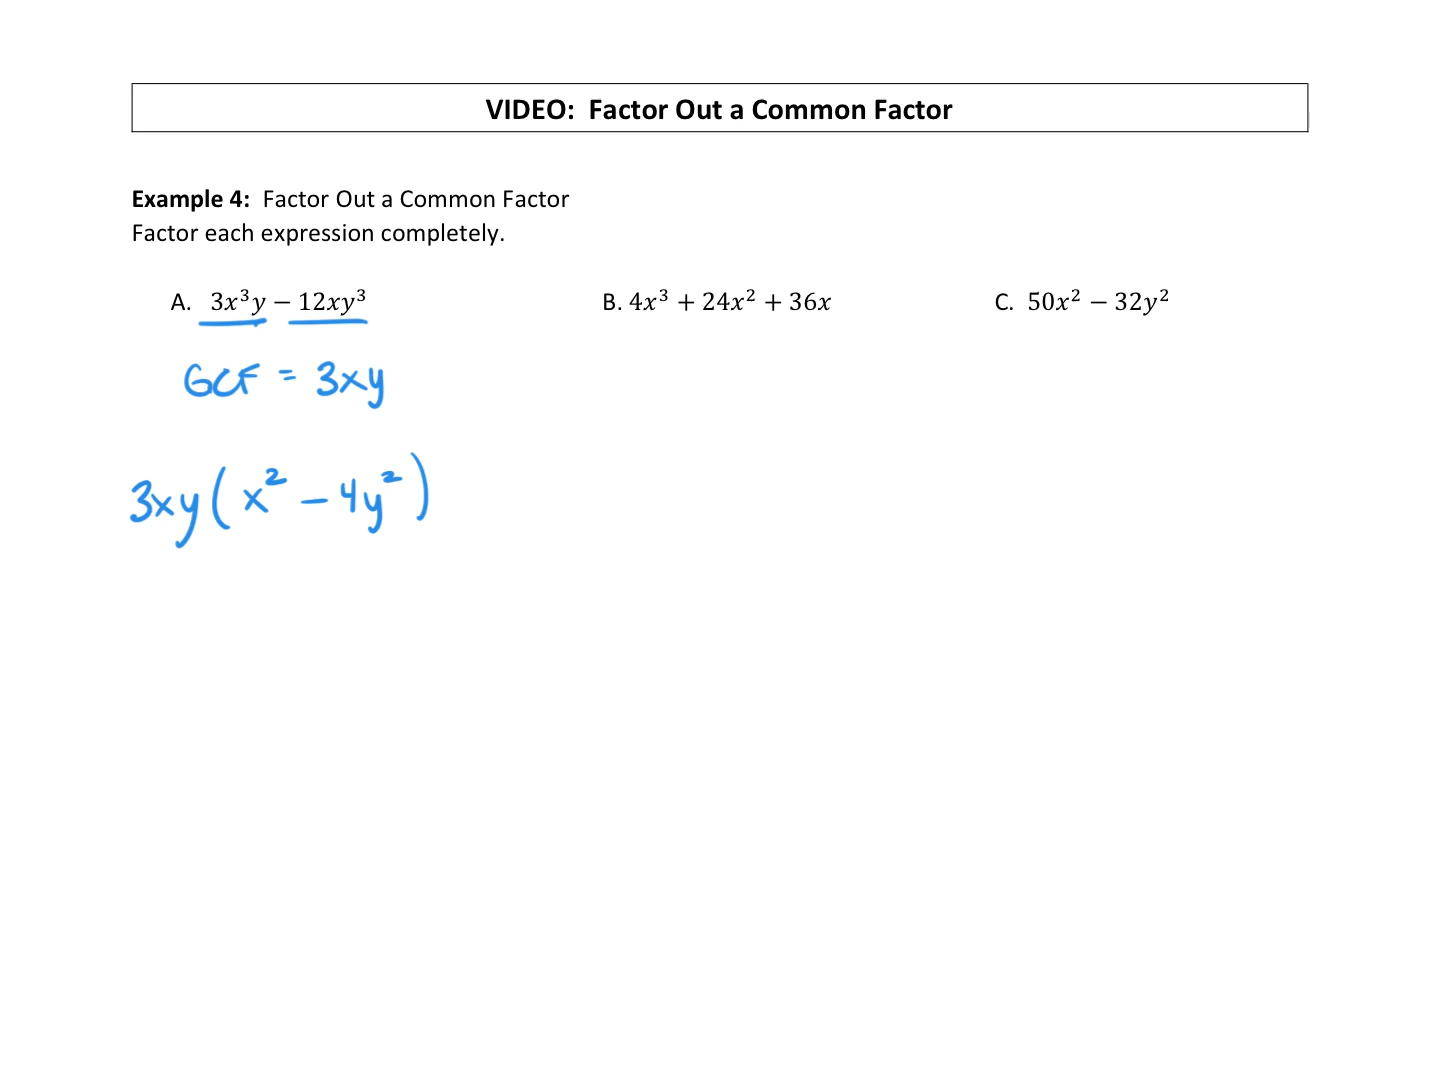 VIDEO: Factor Out a Common Factor
Example 4: Factor Out a Common Factor
Factor each expression completely.
A. 3x³y − 12xy³
B. 4x³ + 24x² + 36x
C. 50x² − 32y²
GCF = 3xy
3xy(x² − 4y²)